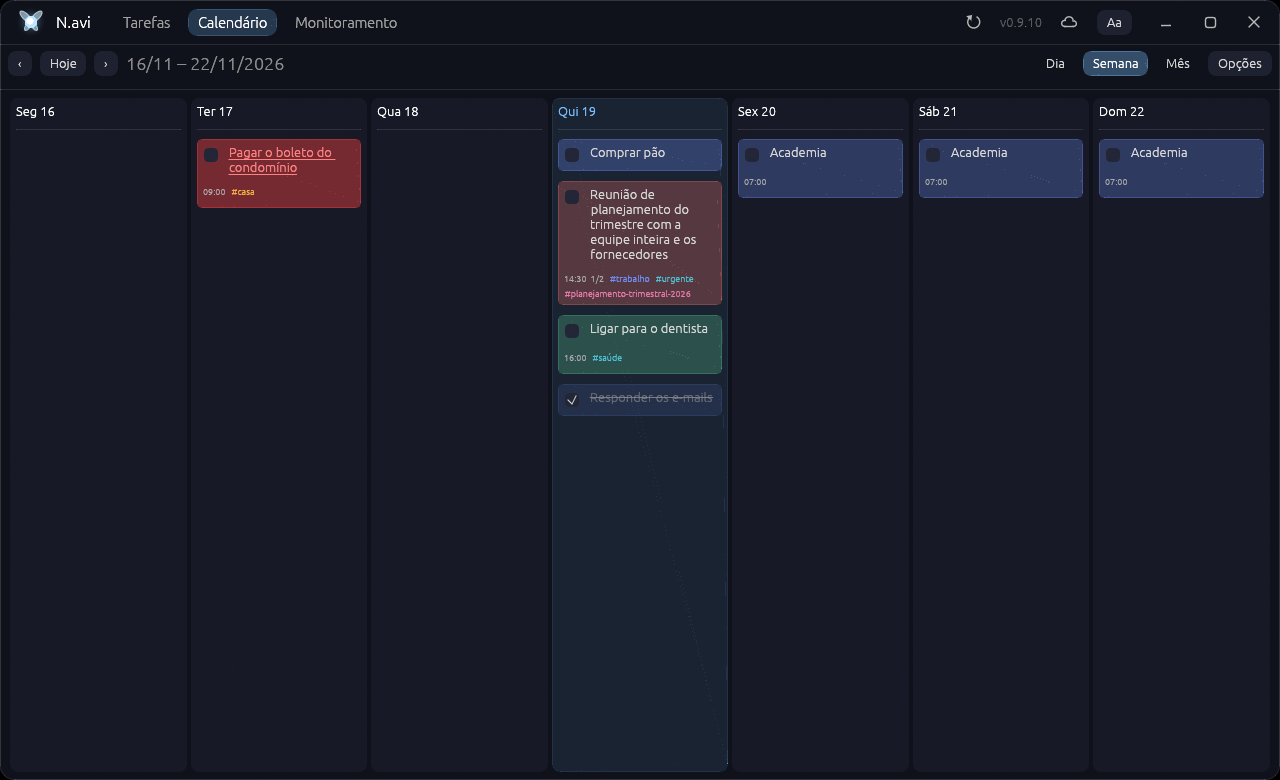 N.avi Tarefas Calendário Monitoramento v0.9.10 Aa
‹ Hoje › 16/11 – 22/11/2026 Dia Semana Mês Opções
Seg 16
Ter 17
Pagar o boleto do
condomínio
09:00 #casa
Qua 18
Qui 19
Comprar pão
Reunião de
planejamento do
trimestre com a
equipe inteira e os
fornecedores
14:30 1/2 #trabalho #urgente
#planejamento-trimestral-2026
Ligar para o dentista
16:00 #saúde
Responder os e-mails
Sex 20
Academia
07:00
Sáb 21
Academia
07:00
Dom 22
Academia
07:00